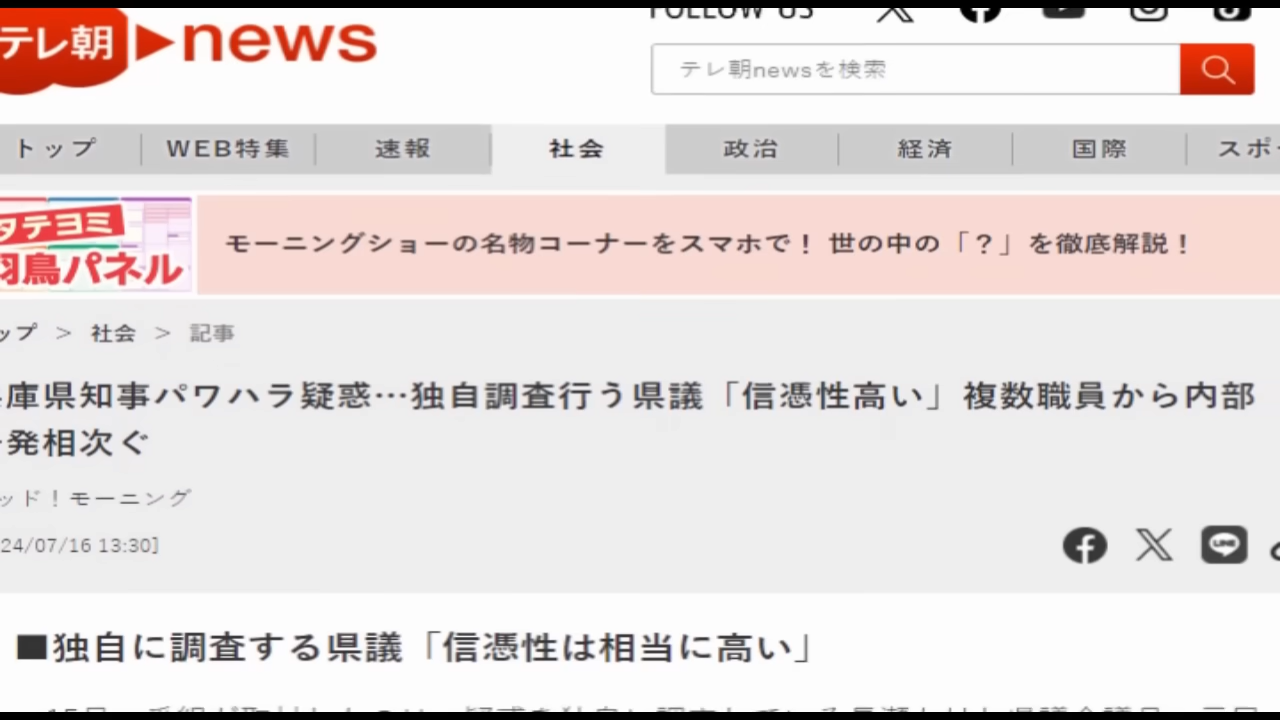 FOLLOW US
テレ朝news
テレ朝newsを検索
トップ WEB特集 速報 社会 政治 経済 国際 スポ
タテヨミ
羽鳥パネル
モーニングショーの名物コーナーをスマホで！ 世の中の「？」を徹底解説！
ップ > 社会 > 記事
庫県知事パワハラ疑惑…独自調査行う県議「信憑性高い」複数職員から内部
発相次ぐ
ッド！モーニング
24/07/16 13:30]
LINE
■独自に調査する県議「信憑性は相当に高い」